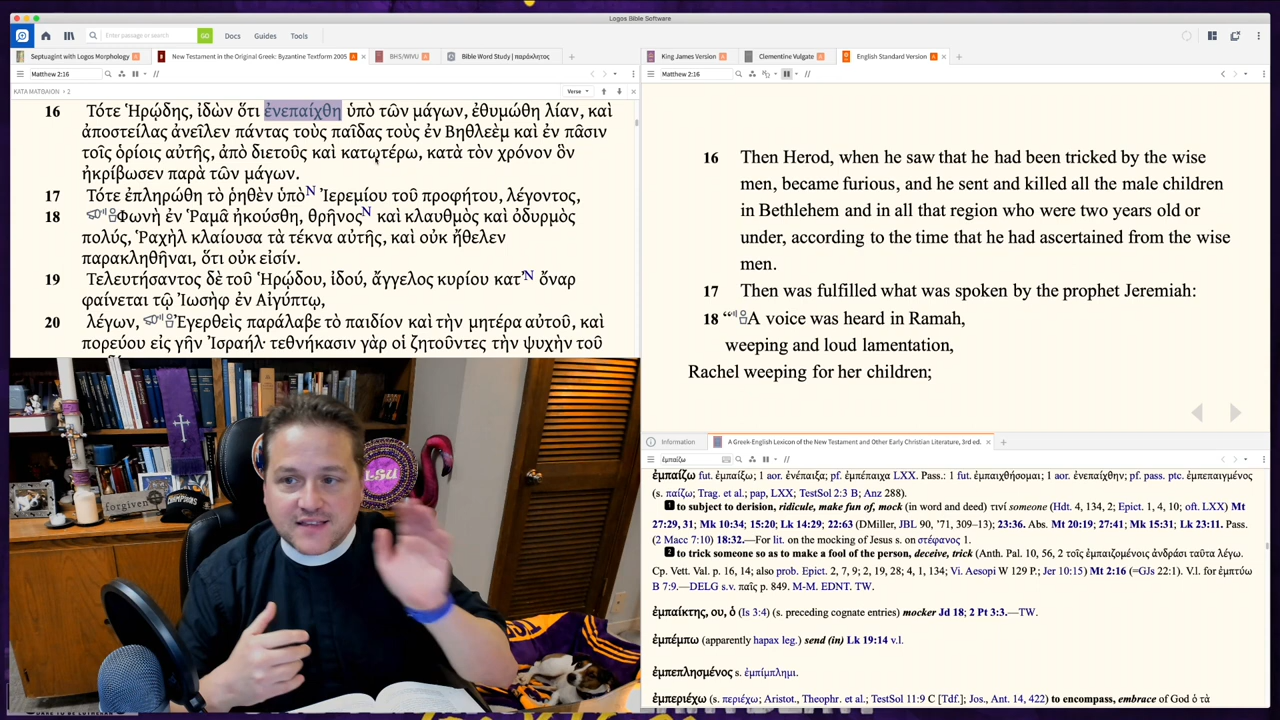 Logos Bible Software
Find or search for anything
GO
Docs
Guides
Tools
Septuagint with Logos Morphology
New Testament in the Original Greek: Byzantine Textform 2005
BHS/WIVU
Bible Word Study | παράκλητος
Matthew 2:16
ΚΑΤΑ ΜΑΤΘΑΙΟΝ > 2
Verse
16 Τότε Ἡρῴδης, ἰδὼν ὅτι ἐνεπαίχθη ὑπὸ τῶν μάγων, ἐθυμώθη λίαν, καὶ
ἀποστείλας ἀνεῖλεν πάντας τοὺς παῖδας τοὺς ἐν Βηθλεὲμ καὶ ἐν πᾶσιν
τοῖς ὁρίοις αὐτῆς, ἀπὸ διετοῦς καὶ κατωτέρω, κατὰ τὸν χρόνον ὃν
ἠκρίβωσεν παρὰ τῶν μάγων.
17 Τότε ἐπληρώθη τὸ ῥηθὲν ὑπὸN Ἰερεμίου τοῦ προφήτου, λέγοντος,
18 Φωνὴ ἐν Ῥαμᾶ ἠκούσθη, θρῆνοςN καὶ κλαυθμὸς καὶ ὀδυρμὸς
πολύς, Ῥαχὴλ κλαίουσα τὰ τέκνα αὐτῆς, καὶ οὐκ ἤθελεν
παρακληθῆναι, ὅτι οὐκ εἰσίν.
19 Τελευτήσαντος δὲ τοῦ Ἡρῴδου, ἰδού, ἄγγελος κυρίου κατ’N ὄναρ
φαίνεται τῷ Ἰωσὴφ ἐν Αἰγύπτῳ,
20 λέγων, Ἐγερθεὶς παράλαβε τὸ παιδίον καὶ τὴν μητέρα αὐτοῦ, καὶ
πορεύου εἰς γῆν Ἰσραήλ· τεθνήκασιν γὰρ οἱ ζητοῦντες τὴν ψυχὴν τοῦ
forgiven
LSU
King James Version
Clementine Vulgate
English Standard Version
Matthew 2:16
16 Then Herod, when he saw that he had been tricked by the wise
men, became furious, and he sent and killed all the male children
in Bethlehem and in all that region who were two years old or
under, according to the time that he had ascertained from the wise
men.
17 Then was fulfilled what was spoken by the prophet Jeremiah:
18 “A voice was heard in Ramah,
weeping and loud lamentation,
Rachel weeping for her children;
Information
A Greek-English Lexicon of the New Testament and Other Early Christian Literature, 3rd ed.
ἐμπαίζω
ἐμπαίζω fut. ἐμπαίξω; 1 aor. ἐνέπαιξα; pf. ἐμπέπαιχα LXX. Pass.: 1 fut. ἐμπαιχθήσομαι; 1 aor. ἐνεπαίχθην; pf. pass. ptc. ἐμπεπαιγμένος
(s. παίζω; Trag. et al.; pap, LXX; TestSol 2:3 B; Anz 288).
1 to subject to derision, ridicule, make fun of, mock (in word and deed) τινί someone (Hdt. 4, 134, 2; Epict. 1, 4, 10; oft. LXX) Mt
27:29, 31; Mk 10:34; 15:20; Lk 14:29; 22:63 (DMiller, JBL 90, ’71, 309–13); 23:36. Abs. Mt 20:19; 27:41; Mk 15:31; Lk 23:11. Pass.
(2 Macc 7:10) 18:32.—For lit. on the mocking of Jesus s. on στέφανος 1.
2 to trick someone so as to make a fool of the person, deceive, trick (Anth. Pal. 10, 56, 2 τοῖς ἐμπαιζομένοις ἀνδράσι ταῦτα λέγω.
Cp. Vett. Val. p. 16, 14; also prob. Epict. 2, 7, 9; 2, 19, 28; 4, 1, 134; Vi. Aesopi W 129 P.; Jer 10:15) Mt 2:16 (=GJs 22:1). V.l. for ἐμπτύω
B 7:9.—DELG s.v. παῖς p. 849. M-M. EDNT. TW.
ἐμπαίκτης, ου, ὁ (Is 3:4) (s. preceding cognate entries) mocker Jd 18; 2 Pt 3:3.—TW.
ἐμπέμπω (apparently hapax leg.) send (in) Lk 19:14 v.l.
ἐμπεπλησμένος s. ἐμπίμπλημι.
ἐμπεριέχω (s. περιέχω; Aristot., Theophr. et al.; TestSol 11:9 C [Tdf.]; Jos., Ant. 14, 422) to encompass, embrace of God ὁ τὰ